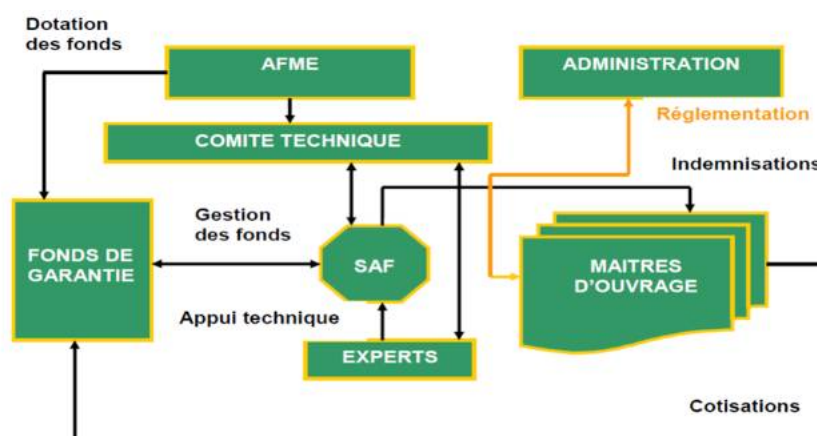 Dotation
des fonds
AFME
ADMINISTRATION
Réglementation
COMITE TECHNIQUE
Indemnisations
Gestion
des fonds
FONDS DE
GARANTIE
SAF
MAITRES
D'OUVRAGE
Appui technique
EXPERTS
Cotisations